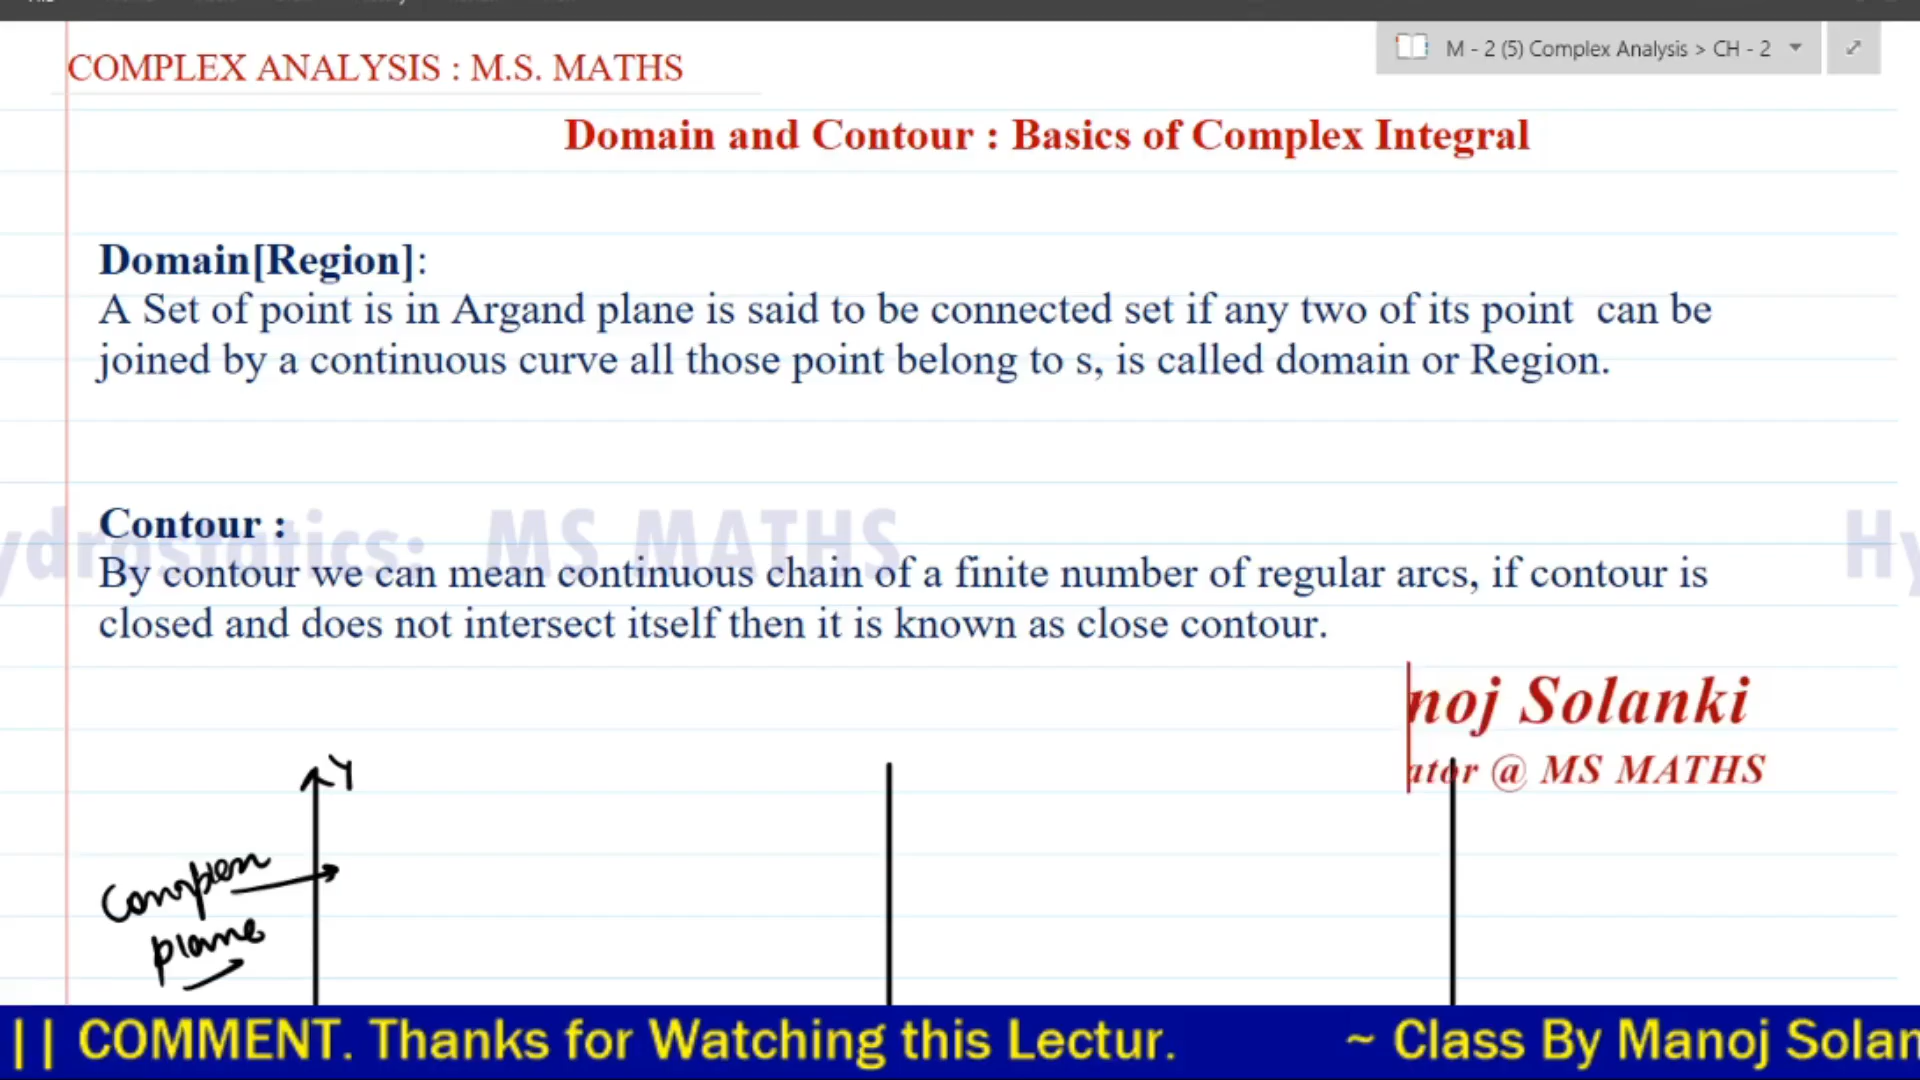 COMPLEX ANALYSIS : M.S. MATHS
M - 2 (5) Complex Analysis > CH - 2
Domain and Contour : Basics of Complex Integral
Domain[Region]:
A Set of point is in Argand plane is said to be connected set if any two of its point can be
joined by a continuous curve all those point belong to s, is called domain or Region.
ydrostatics: MS MATHS Hy
Contour :
By contour we can mean continuous chain of a finite number of regular arcs, if contour is
closed and does not intersect itself then it is known as close contour.
noj Solanki
ator @ MS MATHS
Y
Complex
plane
|| COMMENT. Thanks for Watching this Lectur. ~ Class By Manoj Solan